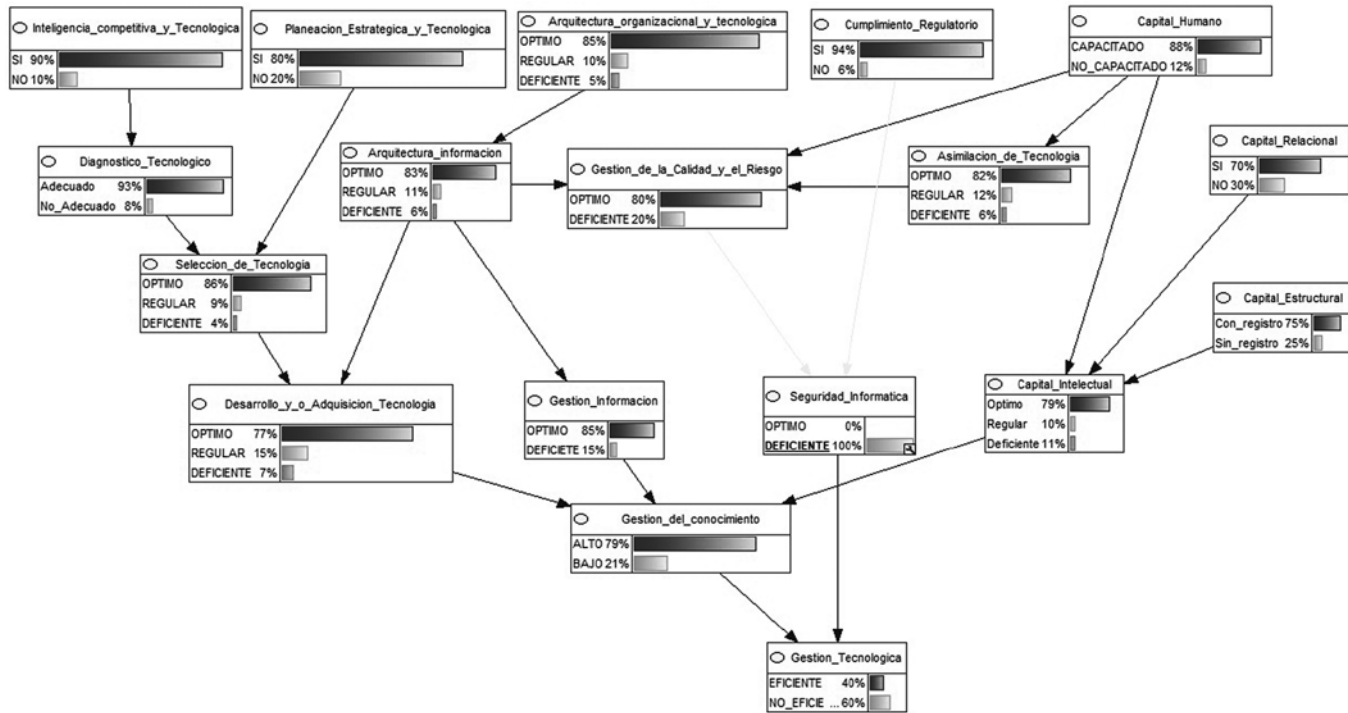 Inteligencia_competitiva_y_Tecnologica
SI 90%
NO 10%
Planeacion_Estrategica_y_Tecnologica
SI 80%
NO 20%
Arquitectura_organizacional_y_tecnologica
OPTIMO 85%
REGULAR 10%
DEFICIENTE 5%
Cumplimiento_Regulatorio
SI 94%
NO 6%
Capital_Humano
CAPACITADO 88%
NO_CAPACITADO 12%
Diagnostico_Tecnologico
Adecuado 93%
No_Adecuado 8%
Arquitectura_informacion
OPTIMO 83%
REGULAR 11%
DEFICIENTE 6%
Gestion_de_la_Calidad_y_el_Riesgo
OPTIMO 80%
DEFICIENTE 20%
Asimilacion_de_Tecnologia
OPTIMO 82%
REGULAR 12%
DEFICIENTE 6%
Capital_Relacional
SI 70%
NO 30%
Seleccion_de_Tecnologia
OPTIMO 86%
REGULAR 9%
DEFICIENTE 4%
Capital_Estructural
Con_registro 75%
Sin_registro 25%
Desarrollo_y_o_Adquisicion_Tecnologia
OPTIMO 77%
REGULAR 15%
DEFICIENTE 7%
Gestion_Informacion
OPTIMO 85%
DEFICIETE 15%
Seguridad_Informatica
OPTIMO 0%
DEFICIENTE 100%
Capital_Intelectual
Optimo 79%
Regular 10%
Deficiente 11%
Gestion_del_conocimiento
ALTO 79%
BAJO 21%
Gestion_Tecnologica
EFICIENTE 40%
NO_EFICIE ... 60%